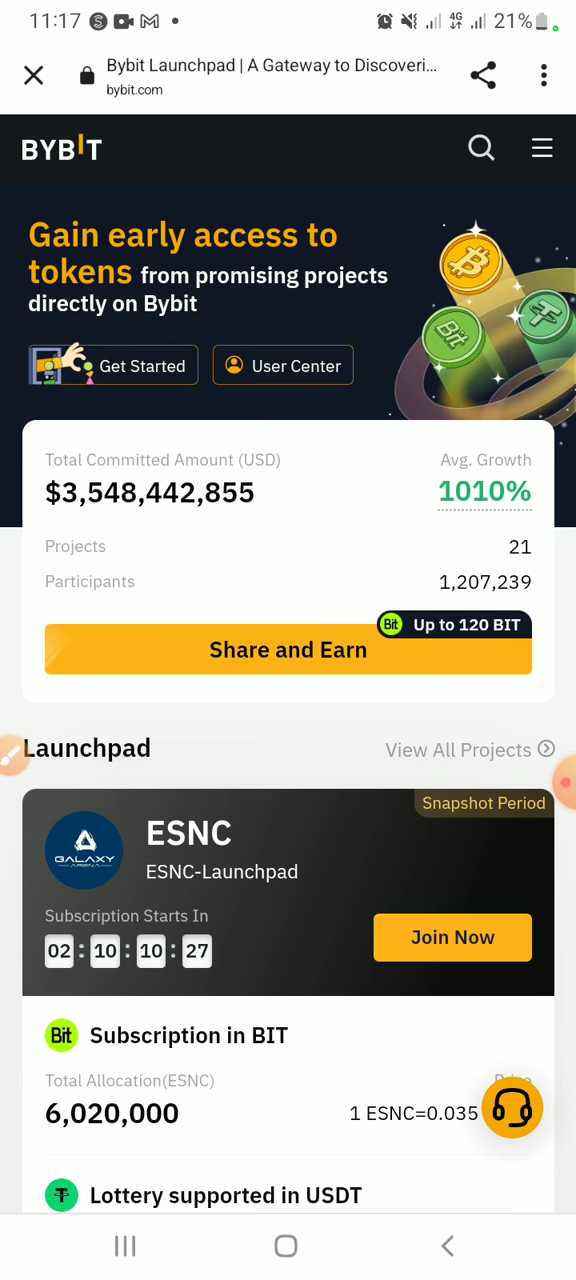 11:17
4G
21%
Bybit Launchpad | A Gateway to Discoveri...
bybit.com
BYBIT
Gain early access to
tokens from promising projects
directly on Bybit
Bit
Get Started
User Center
Total Committed Amount (USD)
Avg. Growth
$3,548,442,855
1010%
Projects
21
Participants
1,207,239
Bit Up to 120 BIT
Share and Earn
Launchpad
View All Projects
Snapshot Period
GALAXY
ARENA
ESNC
ESNC-Launchpad
Subscription Starts In
02 : 10 : 10 : 27
Join Now
Bit Subscription in BIT
Total Allocation(ESNC)
6,020,000
1 ESNC=0.035
Lottery supported in USDT